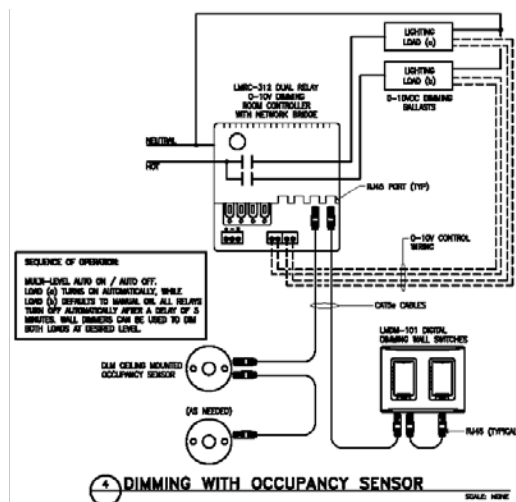 LIGHTING
LOAD (a)
LIGHTING
LOAD (b)
0-10VDC DIMMING
BALLASTS
LMRC-312 DUAL RELAY
0-10V DIMMING
ROOM CONTROLLER
WITH NETWORK BRIDGE
NEUTRAL
HOT
RJ45 PORT (TYP)
0-10V CONTROL
WIRING
SEQUENCE OF OPERATION:
MULTI-LEVEL AUTO ON / AUTO OFF.
LOAD (a) TURNS ON AUTOMATICALLY, WHILE
LOAD (b) DEFAULTS TO MANUAL ON. ALL RELAYS
TURN OFF AUTOMATICALLY AFTER A DELAY OF 5
MINUTES. WALL DIMMERS CAN BE USED TO DIM
BOTH LOADS AT DESIRED LEVEL.
CAT5e CABLES
LMDM-101 DIGITAL
DIMMING WALL SWITCHES
DLM CEILING MOUNTED
OCCUPANCY SENSOR
(AS NEEDED)
RJ45 (TYPICAL
4 DIMMING WITH OCCUPANCY SENSOR
SCALE: NONE